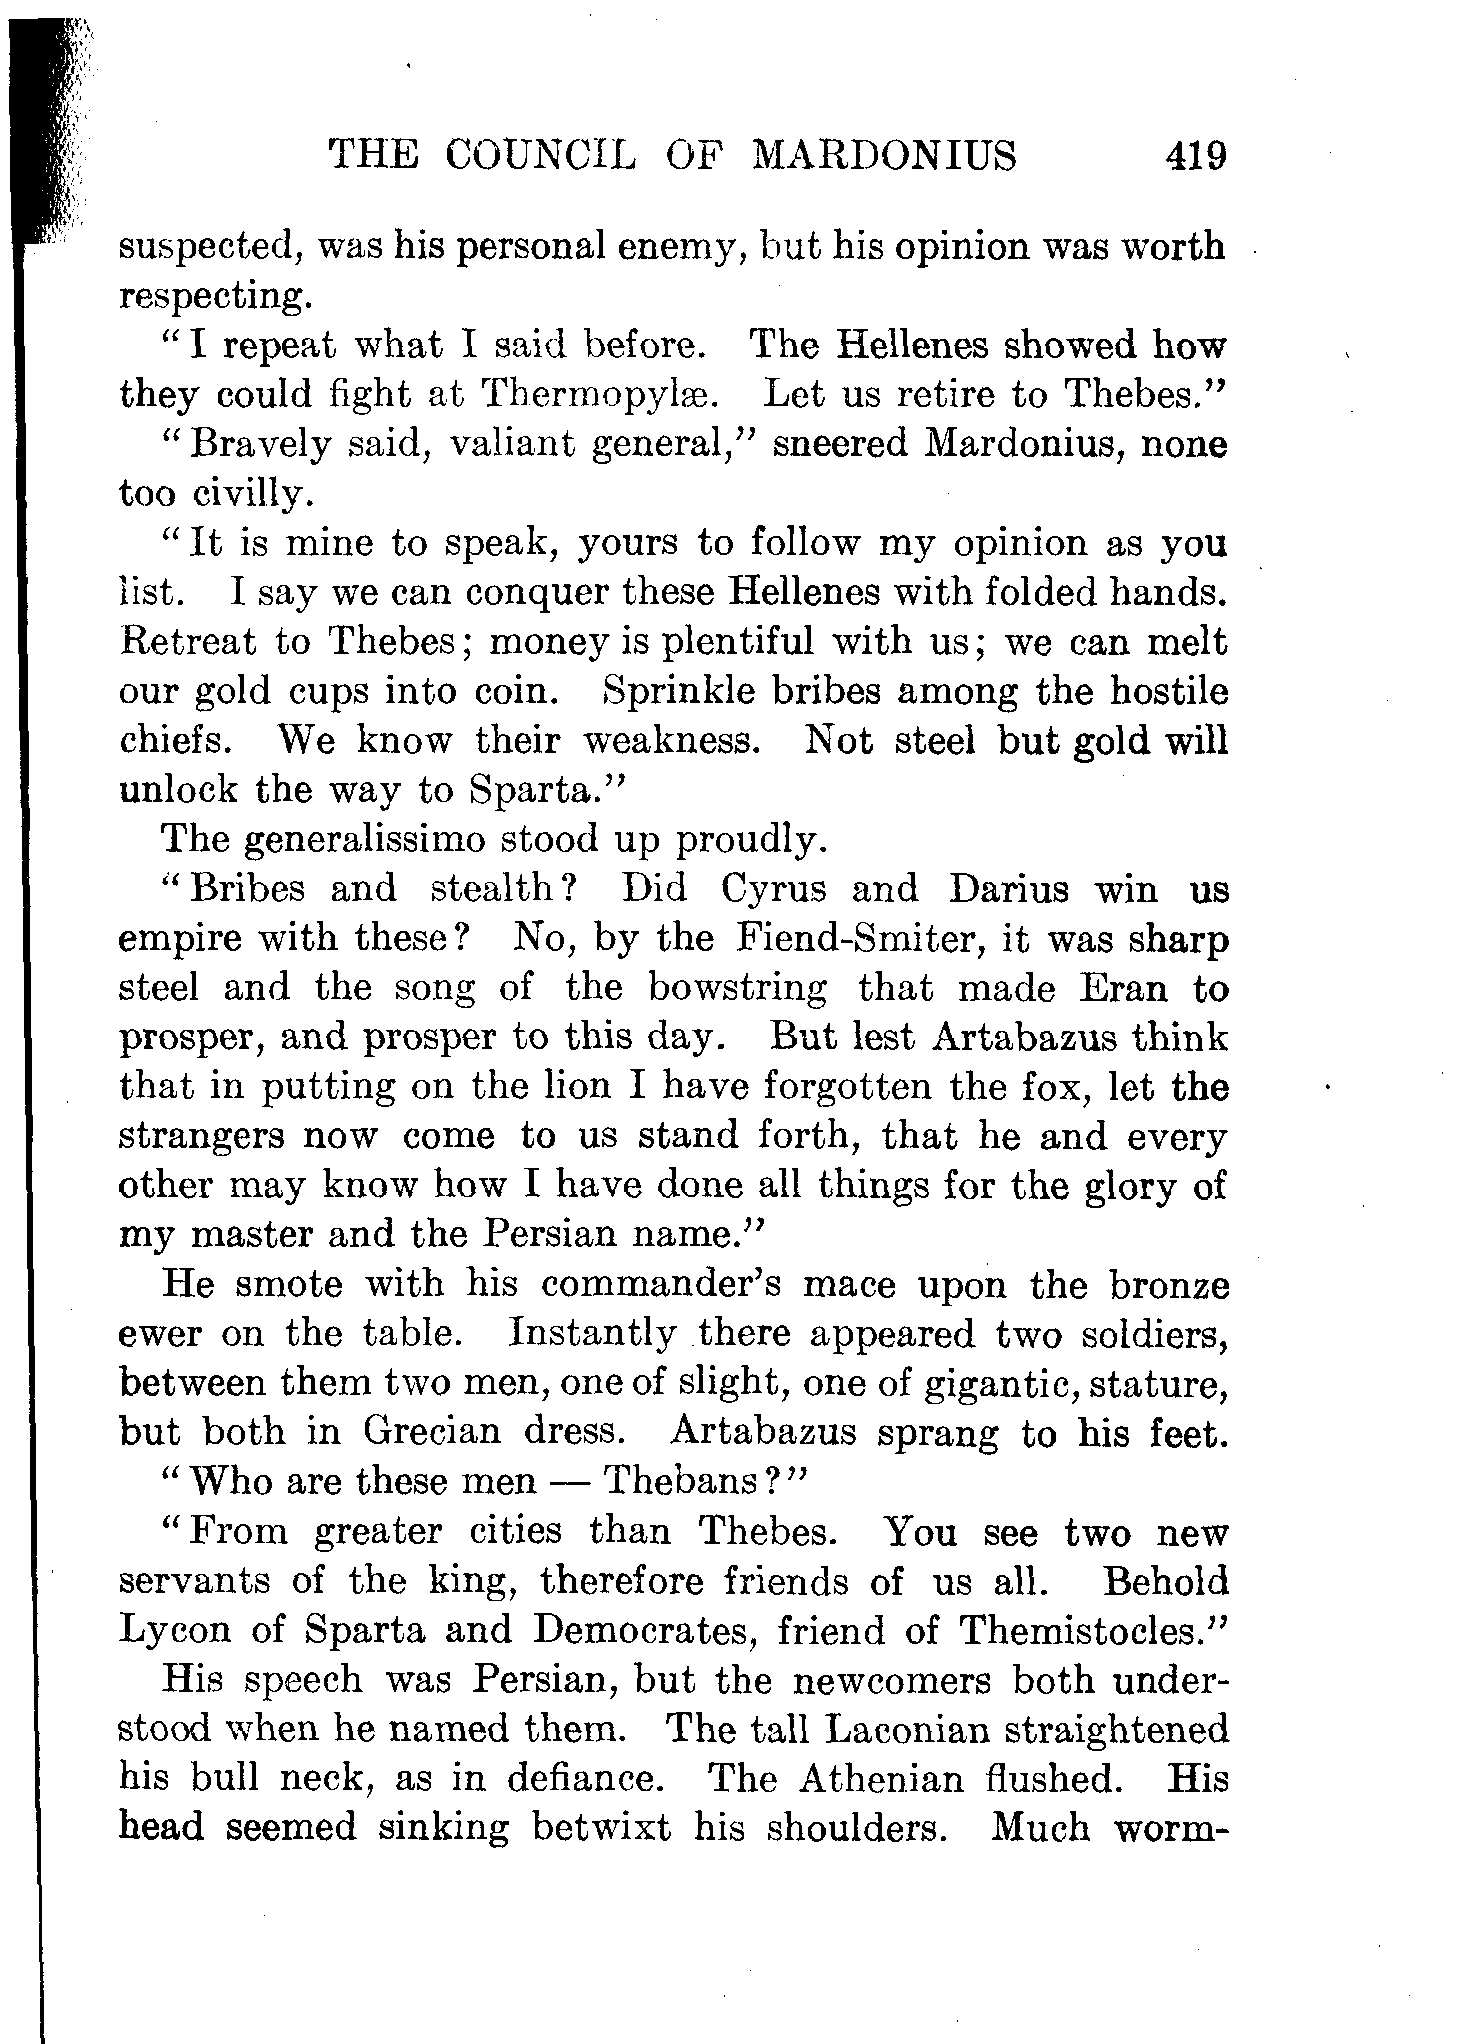 THE COUNCIL OF MARDONIUS 419
suspected, was his personal enemy, but his opinion was worth
respecting.
“I repeat what I said before. The Hellenes showed how
they could fight at Thermopylæ. Let us retire to Thebes.”
“Bravely said, valiant general,” sneered Mardonius, none
too civilly.
“It is mine to speak, yours to follow my opinion as you
list. I say we can conquer these Hellenes with folded hands.
Retreat to Thebes; money is plentiful with us; we can melt
our gold cups into coin. Sprinkle bribes among the hostile
chiefs. We know their weakness. Not steel but gold will
unlock the way to Sparta.”
The generalissimo stood up proudly.
“Bribes and stealth? Did Cyrus and Darius win us
empire with these? No, by the Fiend-Smiter, it was sharp
steel and the song of the bowstring that made Eran to
prosper, and prosper to this day. But lest Artabazus think
that in putting on the lion I have forgotten the fox, let the
strangers now come to us stand forth, that he and every
other may know how I have done all things for the glory of
my master and the Persian name.”
He smote with his commander’s mace upon the bronze
ewer on the table. Instantly there appeared two soldiers,
between them two men, one of slight, one of gigantic, stature,
but both in Grecian dress. Artabazus sprang to his feet.
“Who are these men — Thebans?”
“From greater cities than Thebes. You see two new
servants of the king, therefore friends of us all. Behold
Lycon of Sparta and Democrates, friend of Themistocles.”
His speech was Persian, but the newcomers both under-
stood when he named them. The tall Laconian straightened
his bull neck, as in defiance. The Athenian flushed. His
head seemed sinking betwixt his shoulders. Much worm-